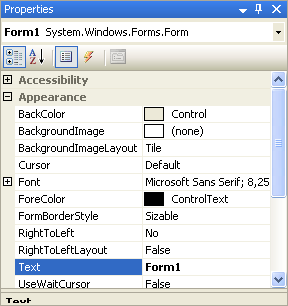 Properties
Form1 System.Windows.Forms.Form
Accessibility
Appearance
BackColor Control
BackgroundImage (none)
BackgroundImageLayout Tile
Cursor Default
Font Microsoft Sans Serif; 8,25
ForeColor ControlText
FormBorderStyle Sizable
RightToLeft No
RightToLeftLayout False
Text Form1
UseWaitCursor False
Text